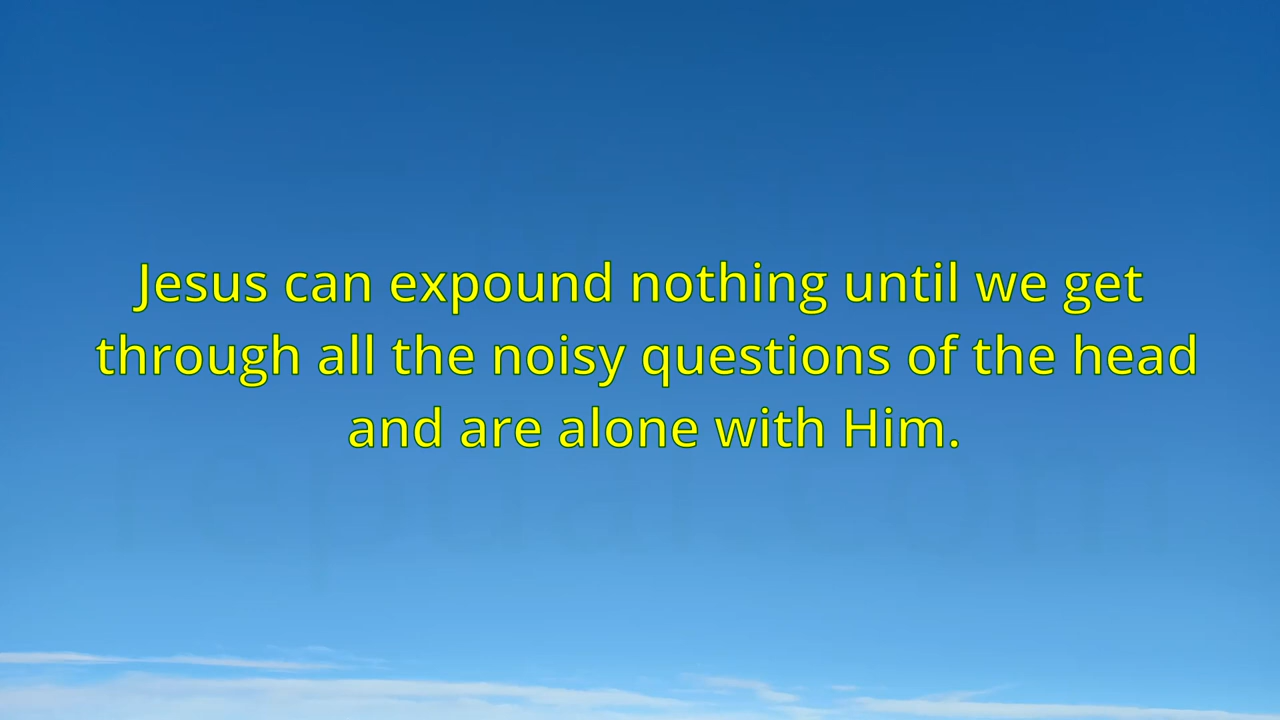 Jesus can expound nothing until we get
through all the noisy questions of the head
and are alone with Him.